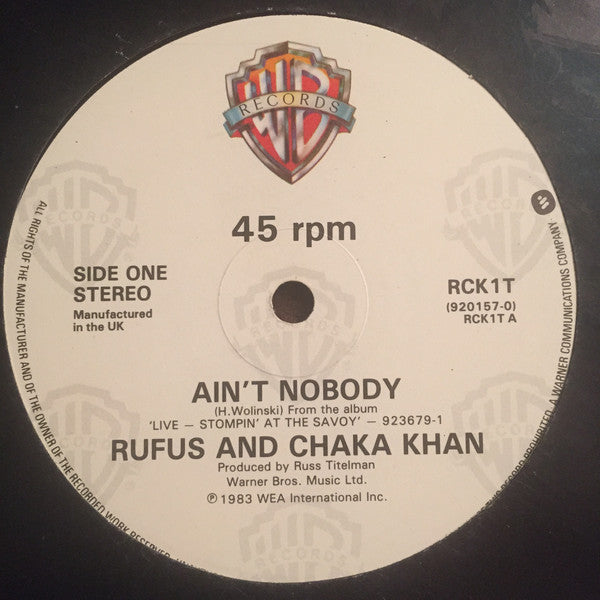 WB
RECORDS
45 rpm
SIDE ONE
STEREO
Manufactured
in the UK
RCK1T
(920157-0)
RCK1T A
AIN'T NOBODY
(H.Wolinski) From the album
'LIVE — STOMPIN' AT THE SAVOY' — 923679-1
RUFUS AND CHAKA KHAN
Produced by Russ Titelman
Warner Bros. Music Ltd.
℗ 1983 WEA International Inc.
ALL RIGHTS OF THE MANUFACTURER AND OF THE OWNER OF THE RECORDED WORK RESERVED
PROHIBITED. A WARNER COMMUNICATIONS COMPANY